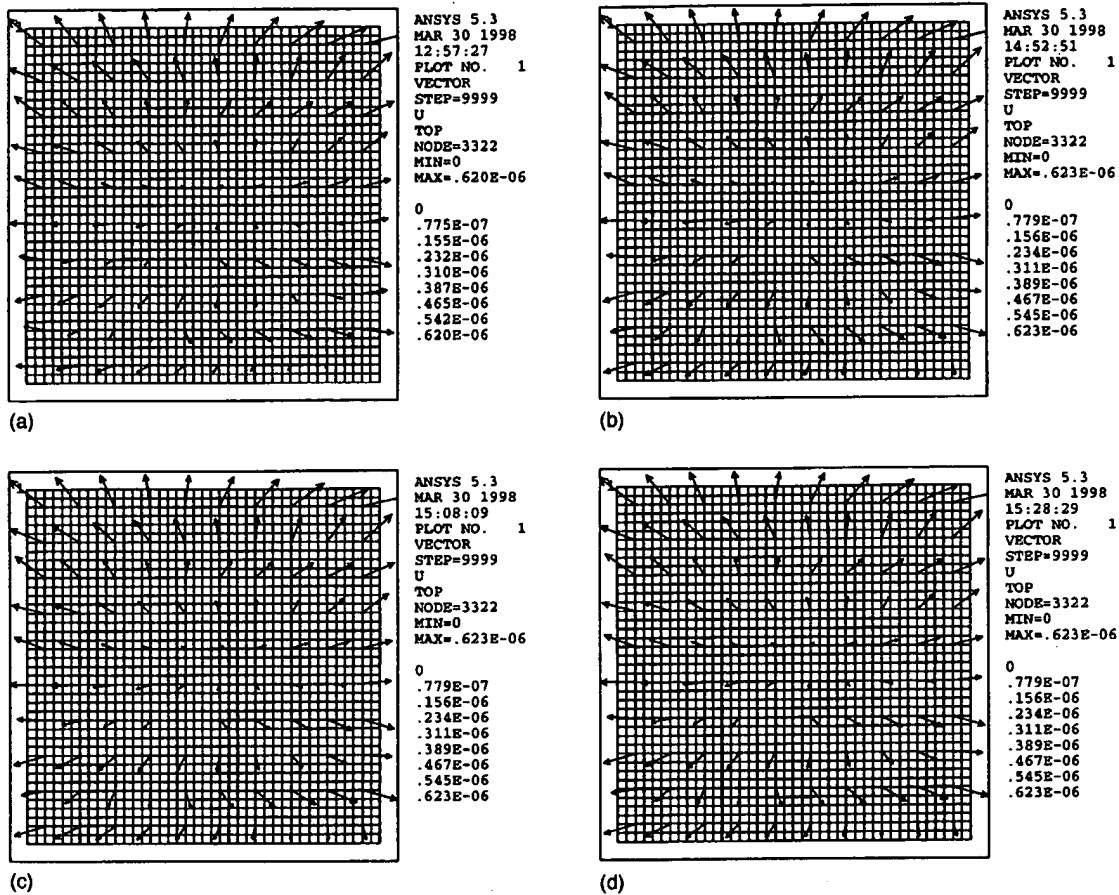 ANSYS 5.3
MAR 30 1998
12:57:27
PLOT NO. 1
VECTOR
STEP=9999
U
TOP
NODE=3322
MIN=0
MAX=.620E-06
0
.775E-07
.155E-06
.232E-06
.310E-06
.387E-06
.465E-06
.542E-06
.620E-06
(a)
ANSYS 5.3
MAR 30 1998
14:52:51
PLOT NO. 1
VECTOR
STEP=9999
U
TOP
NODE=3322
MIN=0
MAX=.623E-06
0
.779E-07
.156E-06
.234E-06
.311E-06
.389E-06
.467E-06
.545E-06
.623E-06
(b)
ANSYS 5.3
MAR 30 1998
15:08:09
PLOT NO. 1
VECTOR
STEP=9999
U
TOP
NODE=3322
MIN=0
MAX=.623E-06
0
.779E-07
.156E-06
.234E-06
.311E-06
.389E-06
.467E-06
.545E-06
.623E-06
(c)
ANSYS 5.3
MAR 30 1998
15:28:29
PLOT NO. 1
VECTOR
STEP=9999
U
TOP
NODE=3322
MIN=0
MAX=.623E-06
0
.779E-07
.156E-06
.234E-06
.311E-06
.389E-06
.467E-06
.545E-06
.623E-06
(d)